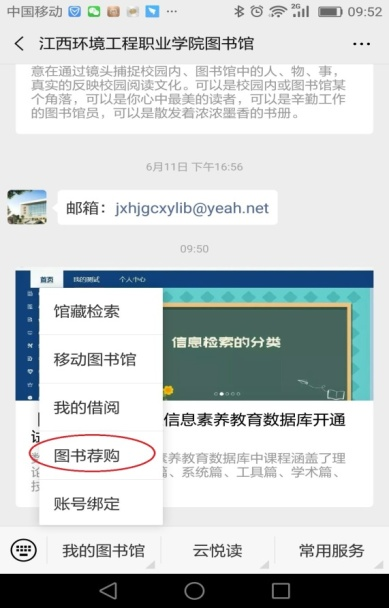 中国移动 ··· 2G 09:52
江西环境工程职业学院图书馆 ···
意在通过镜头捕捉校园内、图书馆中的人、物、事，
真实的反映校园阅读文化。可以是校园内或图书馆某
个角落，可以是你心中最美的读者，可以是辛勤工作
的图书馆员，可以是散发着浓浓墨香的书册。
6月11日 下午16:56
邮箱：jxhjgcxylib@yeah.net
09:50
首页 我的测试 个人中心
信息检索的分类
馆藏检索
移动图书馆
我的借阅
图书荐购
账号绑定
信息素养教育数据库开通
养教育数据库中课程涵盖了理
篇、系统篇、工具篇、学术篇、
我的图书馆 云悦读 常用服务